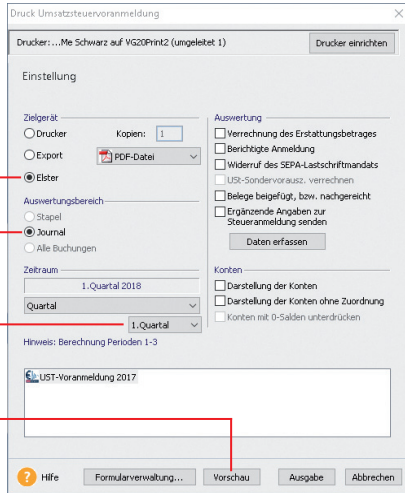 Druck Umsatzsteuervoranmeldung
Drucker:...Me Schwarz auf VG20Print2 (umgeleitet 1)
Drucker einrichten
Einstellung
Zielgerät
Drucker
Kopien: 1
Export
PDF-Datei
Elster
Auswertungsbereich
Stapel
Journal
Alle Buchungen
Zeitraum
1.Quartal 2018
Quartal
1.Quartal
Hinweis: Berechnung Perioden 1-3
Auswertung
Verrechnung des Erstattungsbetrages
Berichtigte Anmeldung
Widerruf des SEPA-Lastschriftmandats
USt-Sondervorausz. verrechnen
Belege beigefügt, bzw. nachgereicht
Ergänzende Angaben zur
Steueranmeldung senden
Daten erfassen
Konten
Darstellung der Konten
Darstellung der Konten ohne Zuordnung
Konten mit 0-Salden unterdrücken
UST-Voranmeldung 2017
? Hilfe
Formularverwaltung...
Vorschau
Ausgabe
Abbrechen